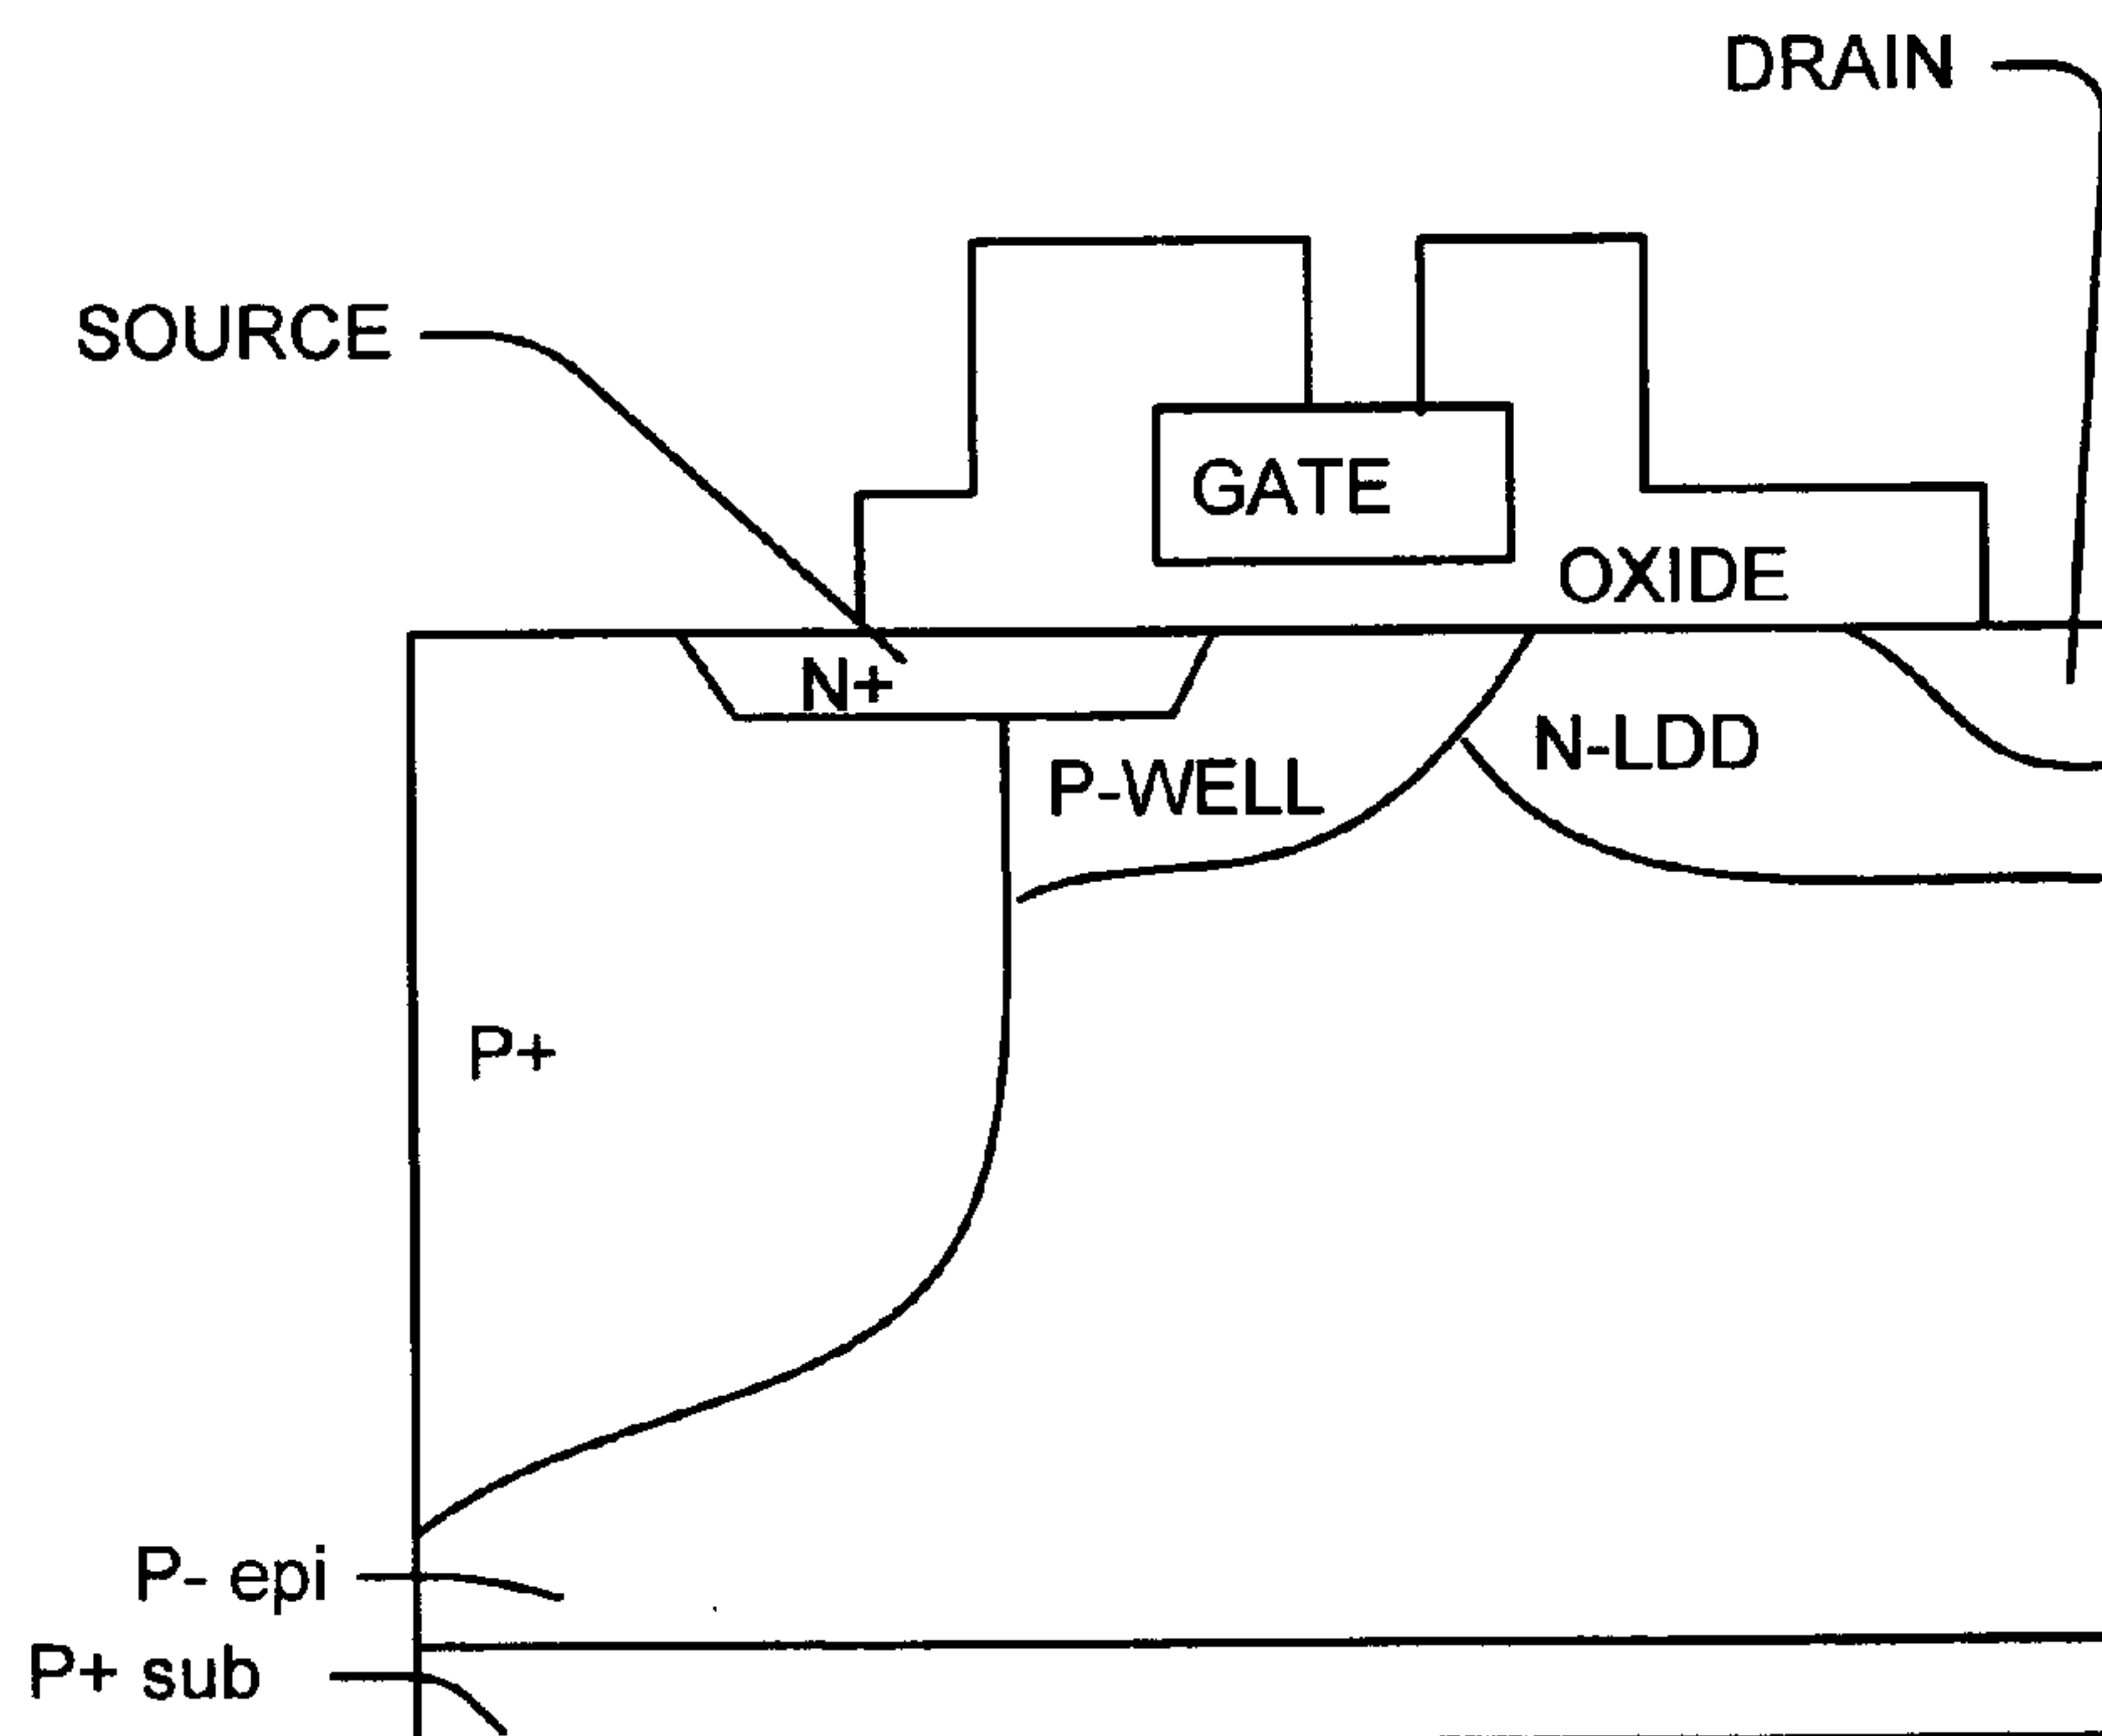 DRAIN
SOURCE
GATE
OXIDE
N+
N-LDD
P-WELL
P+
P- epi
P+ sub